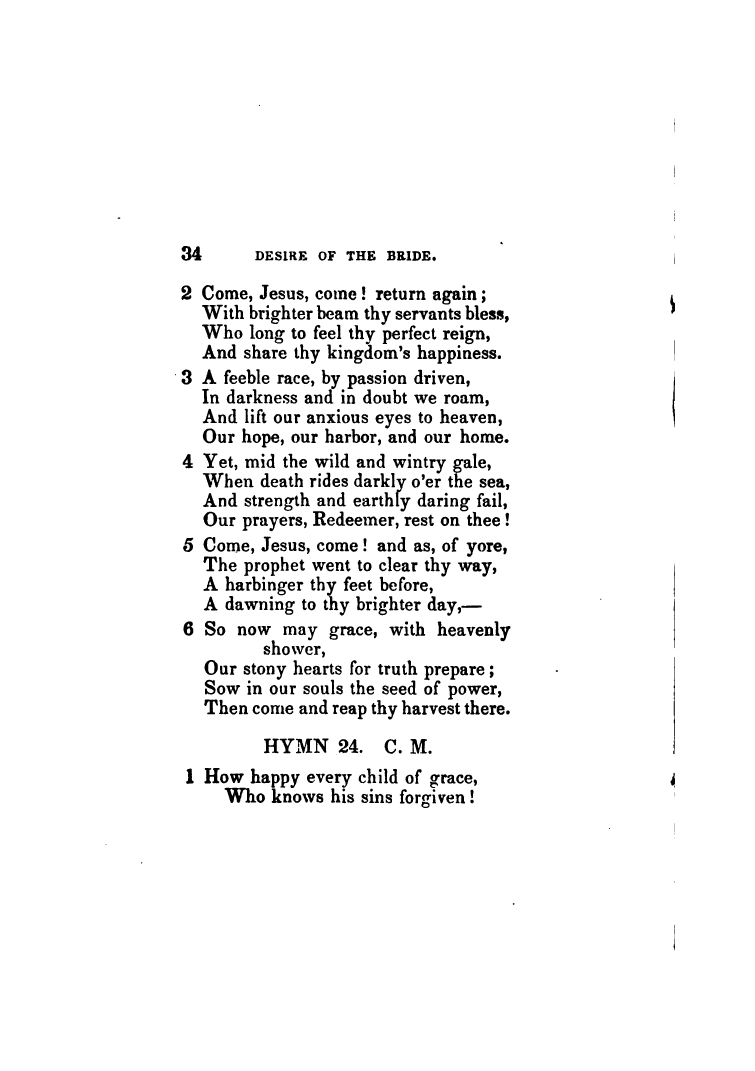 34 DESIRE OF THE BRIDE.
2 Come, Jesus, come! return again;
With brighter beam thy servants bless,
Who long to feel thy perfect reign,
And share thy kingdom's happiness.
3 A feeble race, by passion driven,
In darkness and in doubt we roam,
And lift our anxious eyes to heaven,
Our hope, our harbor, and our home.
4 Yet, mid the wild and wintry gale,
When death rides darkly o'er the sea,
And strength and earthly daring fail,
Our prayers, Redeemer, rest on thee!
5 Come, Jesus, come! and as, of yore,
The prophet went to clear thy way,
A harbinger thy feet before,
A dawning to thy brighter day,—
6 So now may grace, with heavenly
shower,
Our stony hearts for truth prepare;
Sow in our souls the seed of power,
Then come and reap thy harvest there.
HYMN 24. C. M.
1 How happy every child of grace,
Who knows his sins forgiven!